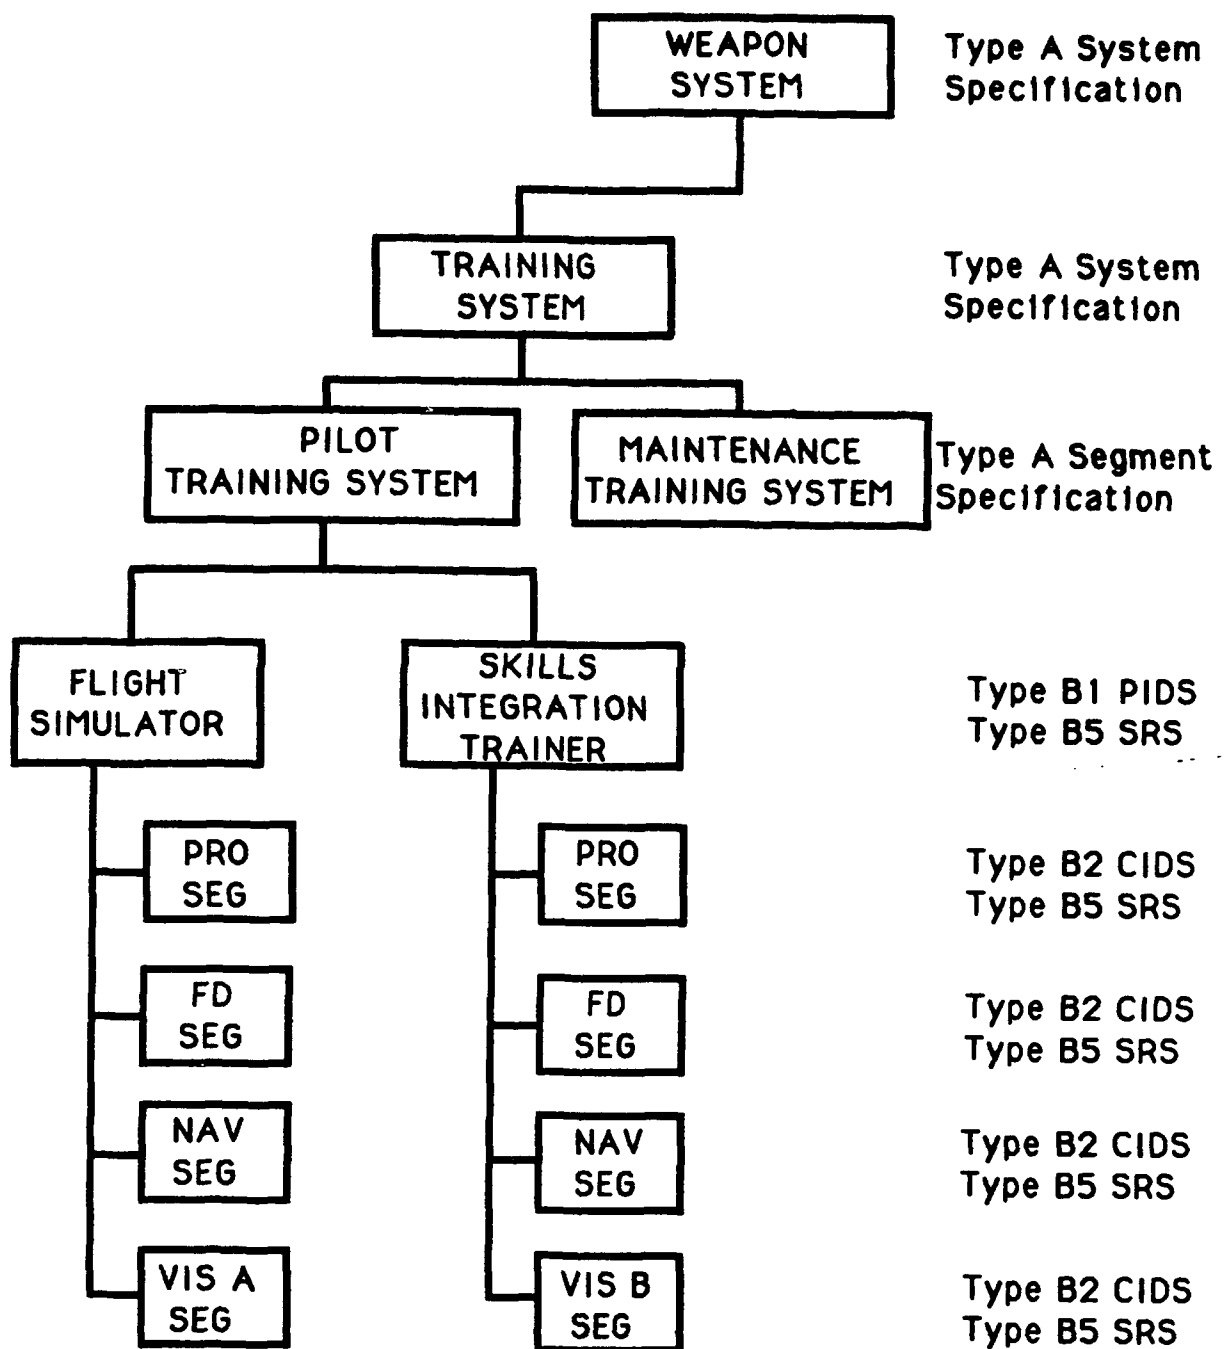 WEAPON
SYSTEM
Type A System
Specification
TRAINING
SYSTEM
Type A System
Specification
PILOT
TRAINING SYSTEM
MAINTENANCE
TRAINING SYSTEM
Type A Segment
Specification
FLIGHT
SIMULATOR
SKILLS
INTEGRATION
TRAINER
Type B1 PIDS
Type B5 SRS
PRO
SEG
PRO
SEG
Type B2 CIDS
Type B5 SRS
FD
SEG
FD
SEG
Type B2 CIDS
Type B5 SRS
NAV
SEG
NAV
SEG
Type B2 CIDS
Type B5 SRS
VIS A
SEG
VIS B
SEG
Type B2 CIDS
Type B5 SRS